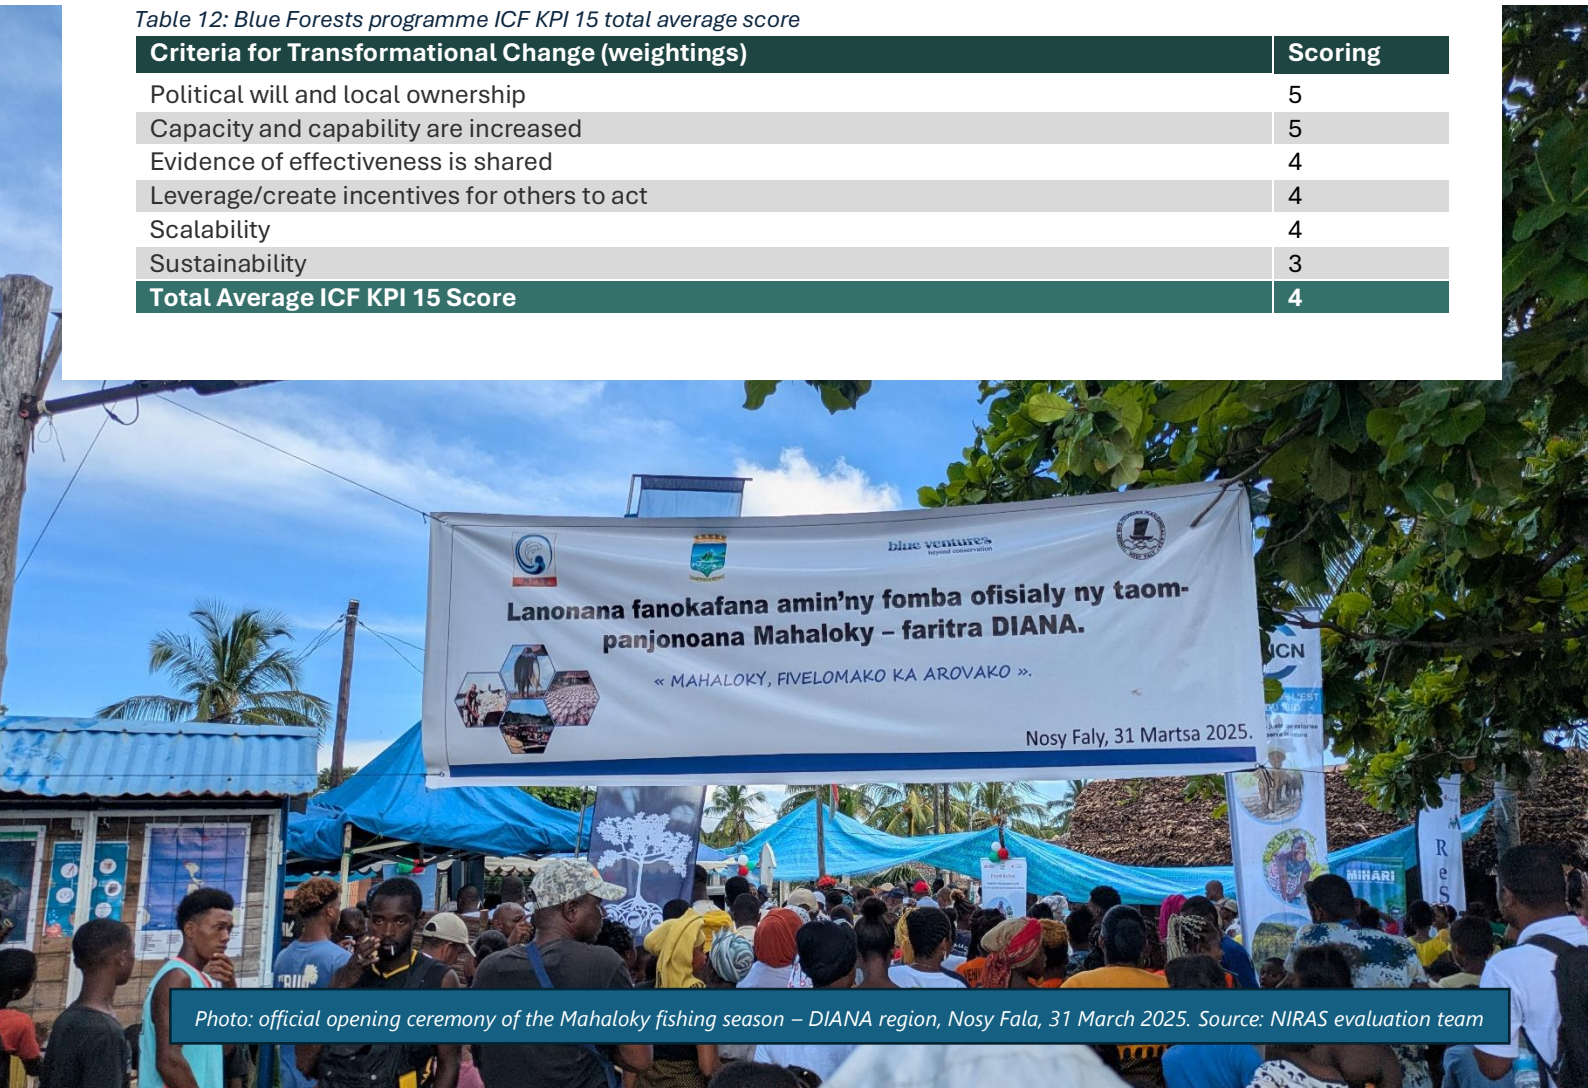 Table 12: Blue Forests programme ICF KPI 15 total average score
Criteria for Transformational Change (weightings) Scoring
Political will and local ownership 5
Capacity and capability are increased 5
Evidence of effectiveness is shared 4
Leverage/create incentives for others to act 4
Scalability 4
Sustainability 3
Total Average ICF KPI 15 Score 4
blue ventures
beyond conservation
Lanonana fanokafana amin'ny fomba ofisialy ny taom-
panjonoana Mahaloky – faritra DIANA.
« MAHALOKY, FIVELOMAKO KA AROVAKO ».
Nosy Faly, 31 Martsa 2025.
MIHARI
ReS
Photo: official opening ceremony of the Mahaloky fishing season – DIANA region, Nosy Fala, 31 March 2025. Source: NIRAS evaluation team